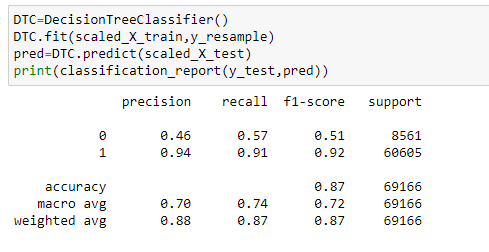 DTC=DecisionTreeClassifier()
DTC.fit(scaled_X_train,y_resample)
pred=DTC.predict(scaled_X_test)
print(classification_report(y_test,pred))
precision recall f1-score support
0 0.46 0.57 0.51 8561
1 0.94 0.91 0.92 60605
accuracy 0.87 69166
macro avg 0.70 0.74 0.72 69166
weighted avg 0.88 0.87 0.87 69166